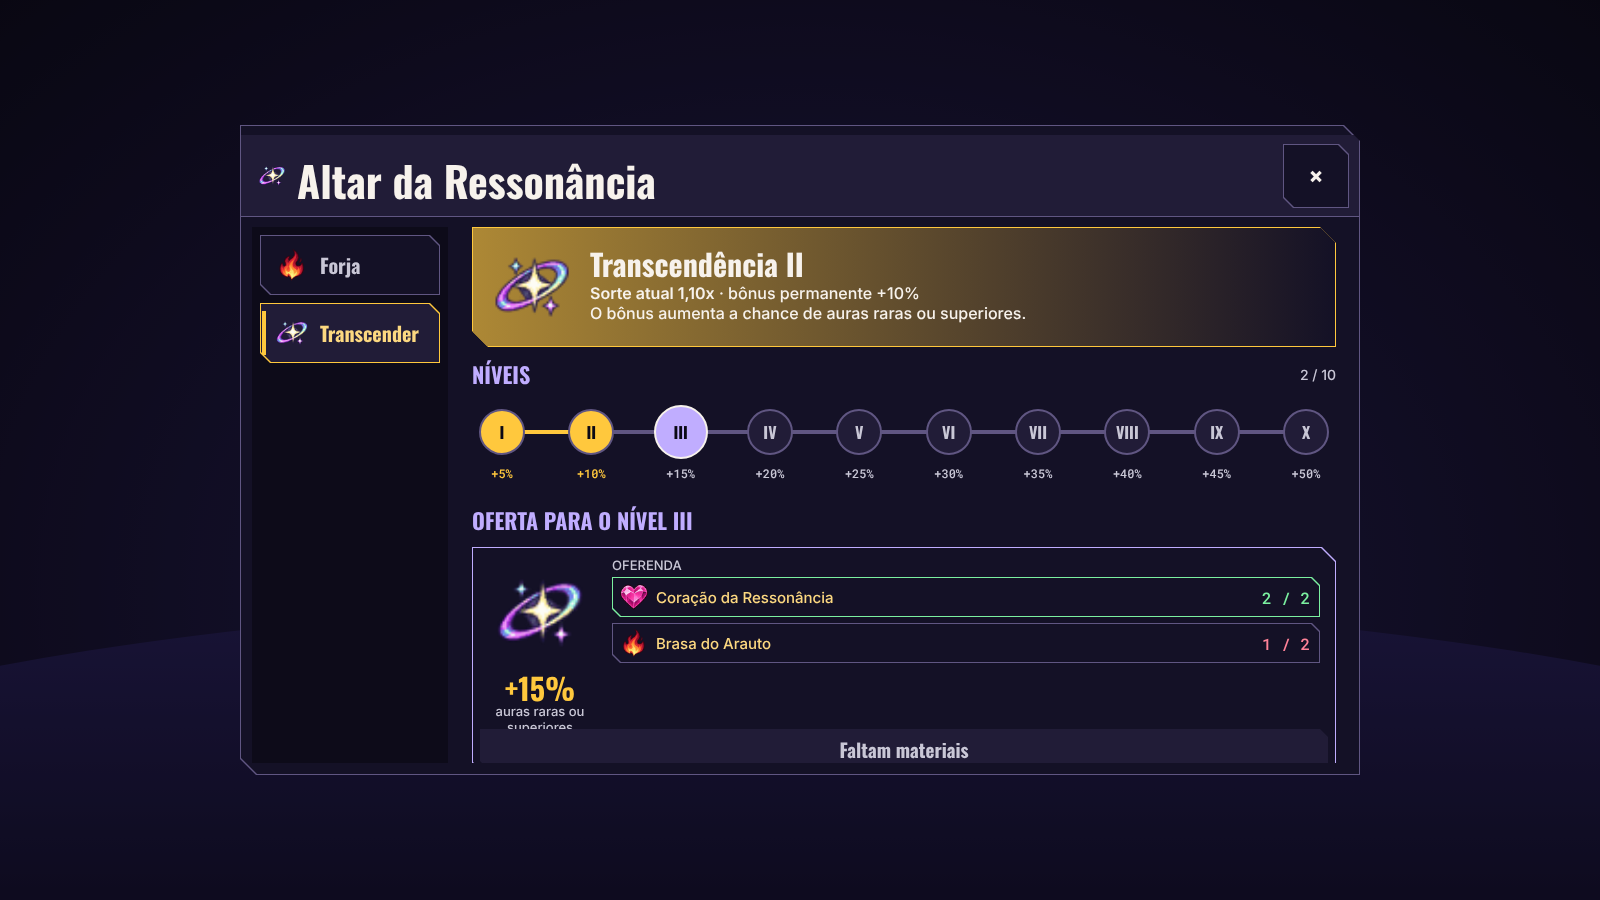 Altar da Ressonância
×
Forja
Transcender
Transcendência II
Sorte atual 1,10x · bônus permanente +10%
O bônus aumenta a chance de auras raras ou superiores.
NÍVEIS
2 / 10
I II III IV V VI VII VIII IX X
+5% +10% +15% +20% +25% +30% +35% +40% +45% +50%
OFERTA PARA O NÍVEL III
OFERENDA
Coração da Ressonância 2 / 2
Brasa do Arauto 1 / 2
+15%
auras raras ou
superiores
Faltam materiais